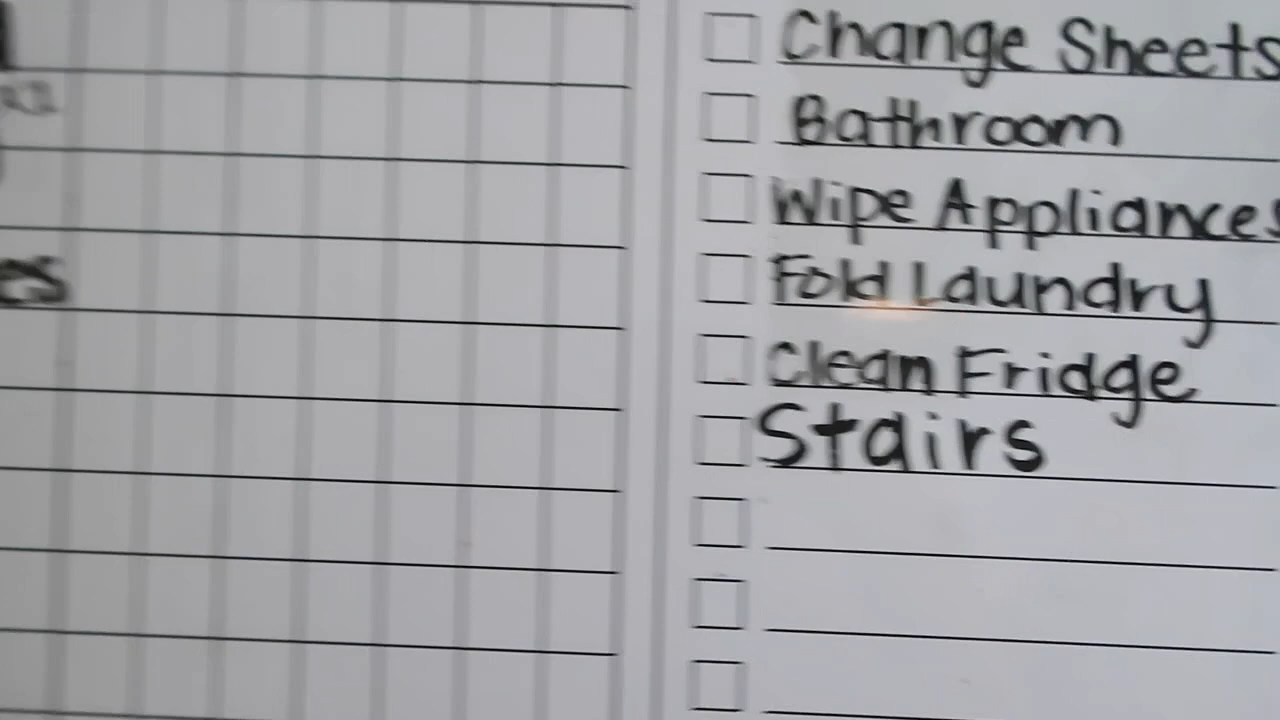 Change Sheets
Bathroom
Wipe Appliances
Fold Laundry
Clean Fridge
Stairs